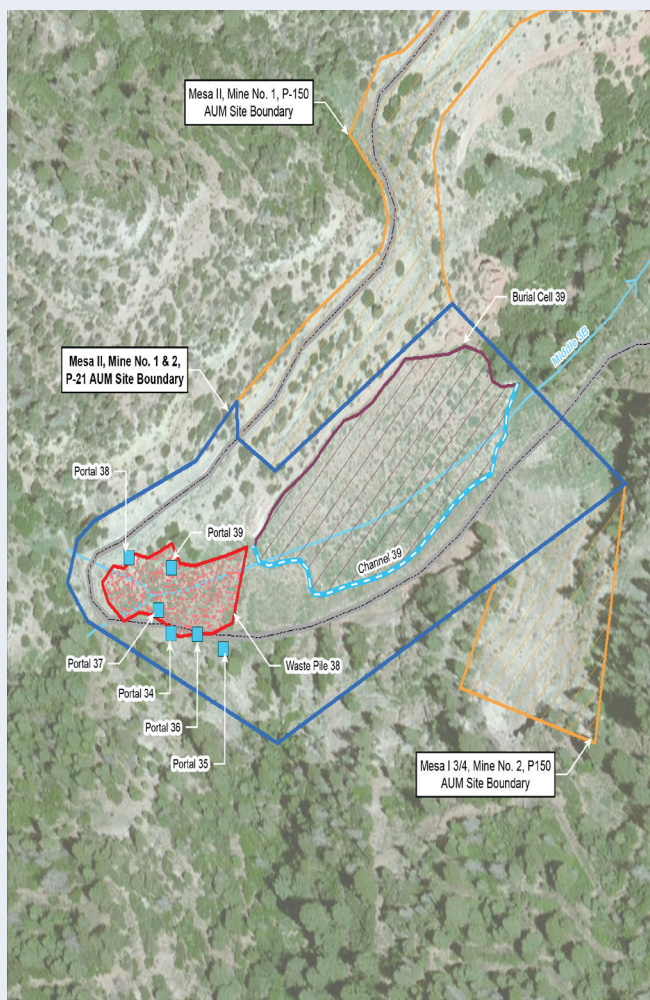 Mesa II, Mine No. 1, P-150
AUM Site Boundary
Burial Cell 39
Middle 3B
Mesa II, Mine No. 1 & 2,
P-21 AUM Site Boundary
Portal 38
Portal 39
Channel 39
Portal 37
Waste Pile 38
Portal 34
Portal 36
Portal 35
Mesa I 3/4, Mine No. 2, P150
AUM Site Boundary